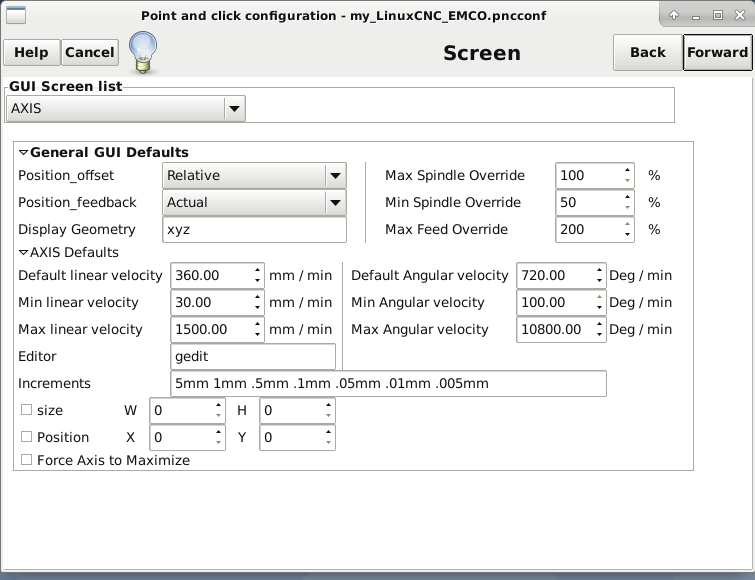 Point and click configuration - my_LinuxCNC_EMCO.pncconf
Help Cancel Screen Back Forward
GUI Screen list
AXIS
General GUI Defaults
Position_offset Relative Max Spindle Override 100 %
Position_feedback Actual Min Spindle Override 50 %
Display Geometry xyz Max Feed Override 200 %
AXIS Defaults
Default linear velocity 360.00 mm / min Default Angular velocity 720.00 Deg / min
Min linear velocity 30.00 mm / min Min Angular velocity 100.00 Deg / min
Max linear velocity 1500.00 mm / min Max Angular velocity 10800.00 Deg / min
Editor gedit
Increments 5mm 1mm .5mm .1mm .05mm .01mm .005mm
size W 0 H 0
Position X 0 Y 0
Force Axis to Maximize